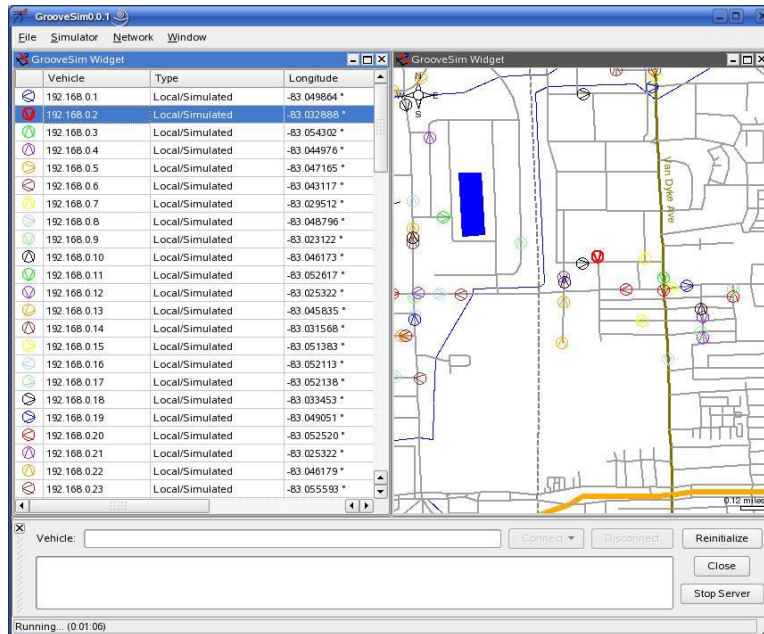 GrooveSim0.0.1
File Simulator Network Window
GrooveSim Widget
Vehicle Type Longitude
192.168.0.1 Local/Simulated -83.049864 °
192.168.0.2 Local/Simulated -83.032888 °
192.168.0.3 Local/Simulated -83.054302 °
192.168.0.4 Local/Simulated -83.044976 °
192.168.0.5 Local/Simulated -83.047165 °
192.168.0.6 Local/Simulated -83.043117 °
192.168.0.7 Local/Simulated -83.029512 °
192.168.0.8 Local/Simulated -83.048796 °
192.168.0.9 Local/Simulated -83.023122 °
192.168.0.10 Local/Simulated -83.046173 °
192.168.0.11 Local/Simulated -83.052617 °
192.168.0.12 Local/Simulated -83.025322 °
192.168.0.13 Local/Simulated -83.045835 °
192.168.0.14 Local/Simulated -83.031568 °
192.168.0.15 Local/Simulated -83.051383 °
192.168.0.16 Local/Simulated -83.052113 °
192.168.0.17 Local/Simulated -83.052138 °
192.168.0.18 Local/Simulated -83.033453 °
192.168.0.19 Local/Simulated -83.049051 °
192.168.0.20 Local/Simulated -83.052520 °
192.168.0.21 Local/Simulated -83.025322 °
192.168.0.22 Local/Simulated -83.046179 °
192.168.0.23 Local/Simulated -83.055593 °
GrooveSim Widget
N
W E
S
Van Dyke Ave
0.12 miles
Vehicle: Connect Disconnect Reinitialize
Close
Stop Server
Running... (0:01:06)